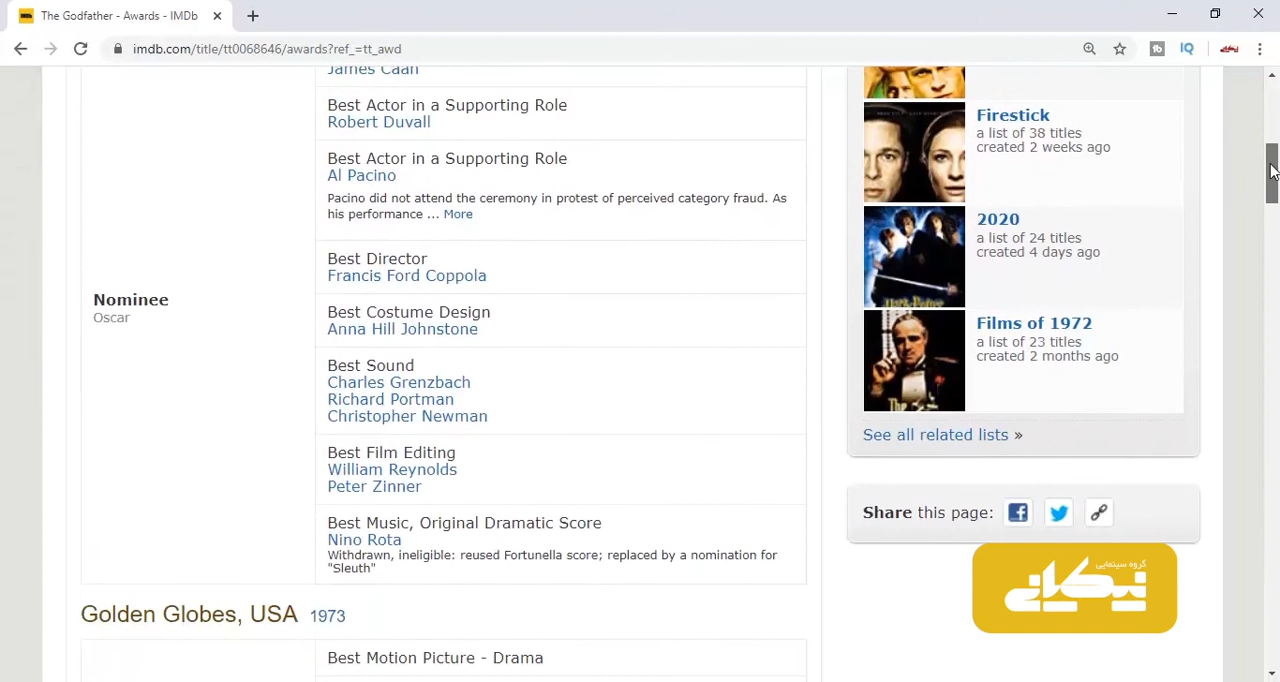 The Godfather - Awards - IMDb
imdb.com/title/tt0068646/awards?ref_=tt_awd
James Caan
Best Actor in a Supporting Role
Robert Duvall
Best Actor in a Supporting Role
Al Pacino
Pacino did not attend the ceremony in protest of perceived category fraud. As
his performance ... More
Best Director
Francis Ford Coppola
Nominee
Oscar
Best Costume Design
Anna Hill Johnstone
Best Sound
Charles Grenzbach
Richard Portman
Christopher Newman
Best Film Editing
William Reynolds
Peter Zinner
Best Music, Original Dramatic Score
Nino Rota
Withdrawn, ineligible: reused Fortunella score; replaced by a nomination for
"Sleuth"
Golden Globes, USA 1973
Best Motion Picture - Drama
Firestick
a list of 38 titles
created 2 weeks ago
2020
a list of 24 titles
created 4 days ago
Films of 1972
a list of 23 titles
created 2 months ago
See all related lists »
Share this page:
گروه سینمایی